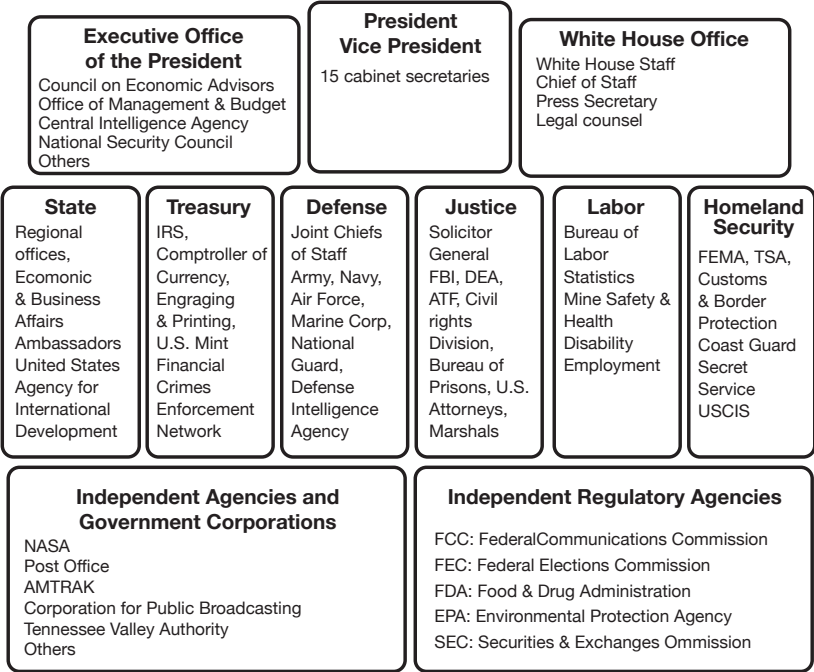 Executive Office
of the President
Council on Economic Advisors
Office of Management & Budget
Central Intelligence Agency
National Security Council
Others
President
Vice President
15 cabinet secretaries
White House Office
White House Staff
Chief of Staff
Press Secretary
Legal counsel
State
Regional
offices,
Ecomonic
& Business
Affairs
Ambassadors
United States
Agency for
International
Development
Treasury
IRS,
Comptroller of
Currency,
Engraging
& Printing,
U.S. Mint
Financial
Crimes
Enforcement
Network
Defense
Joint Chiefs
of Staff
Army, Navy,
Air Force,
Marine Corp,
National
Guard,
Defense
Intelligence
Agency
Justice
Solicitor
General
FBI, DEA,
ATF, Civil
rights
Division,
Bureau of
Prisons, U.S.
Attorneys,
Marshals
Labor
Bureau of
Labor
Statistics
Mine Safety &
Health
Disability
Employment
Homeland
Security
FEMA, TSA,
Customs
& Border
Protection
Coast Guard
Secret
Service
USCIS
Independent Agencies and
Government Corporations
NASA
Post Office
AMTRAK
Corporation for Public Broadcasting
Tennessee Valley Authority
Others
Independent Regulatory Agencies
FCC: FederalCommunications Commission
FEC: Federal Elections Commission
FDA: Food & Drug Administration
EPA: Environmental Protection Agency
SEC: Securities & Exchanges Ommission